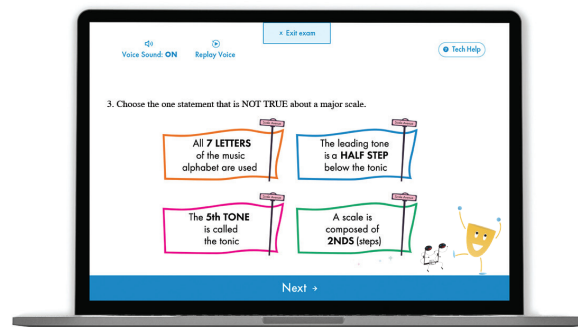 × Exit exam
Voice Sound: ON
Replay Voice
Tech Help
3. Choose the one statement that is NOT TRUE about a major scale.
All 7 LETTERS
of the music
alphabet are used
The leading tone
is a HALF STEP
below the tonic
The 5th TONE
is called
the tonic
A scale is
composed of
2NDS (steps)
Next →